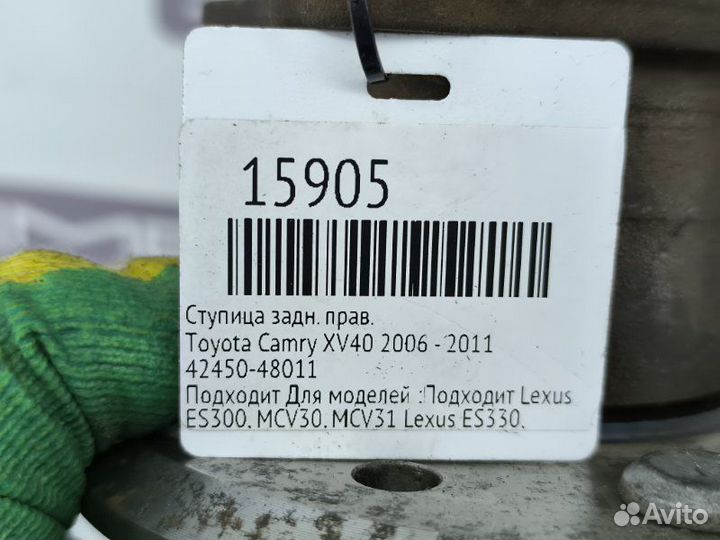 15905
Ступица задн. прав.
Toyota Camry XV40 2006 - 2011
42450-48011
Подходит Для моделей :Подходит Lexus
ES300, MCV30, MCV31 Lexus ES330,
Avito